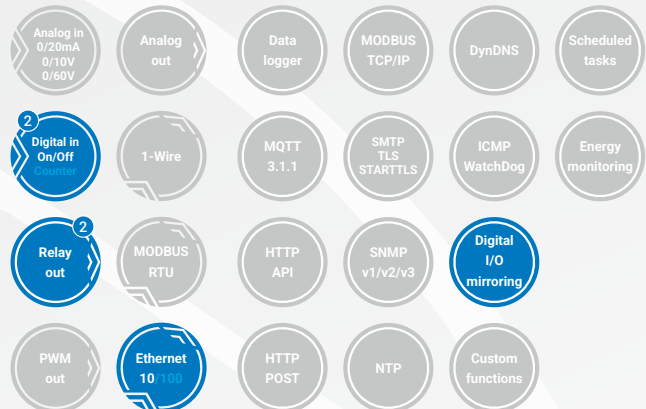 Analog in
0/20mA
0/10V
0/60V
Analog
out
Data
logger
MODBUS
TCP/IP
DynDNS
Scheduled
tasks
2
Digital in
On/Off
Counter
1-Wire
MQTT
3.1.1
SMTP
TLS
STARTTLS
ICMP
WatchDog
Energy
monitoring
2
Relay
out
MODBUS
RTU
HTTP
API
SNMP
v1/v2/v3
Digital
I/O
mirroring
PWM
out
Ethernet
10/100
HTTP
POST
NTP
Custom
functions